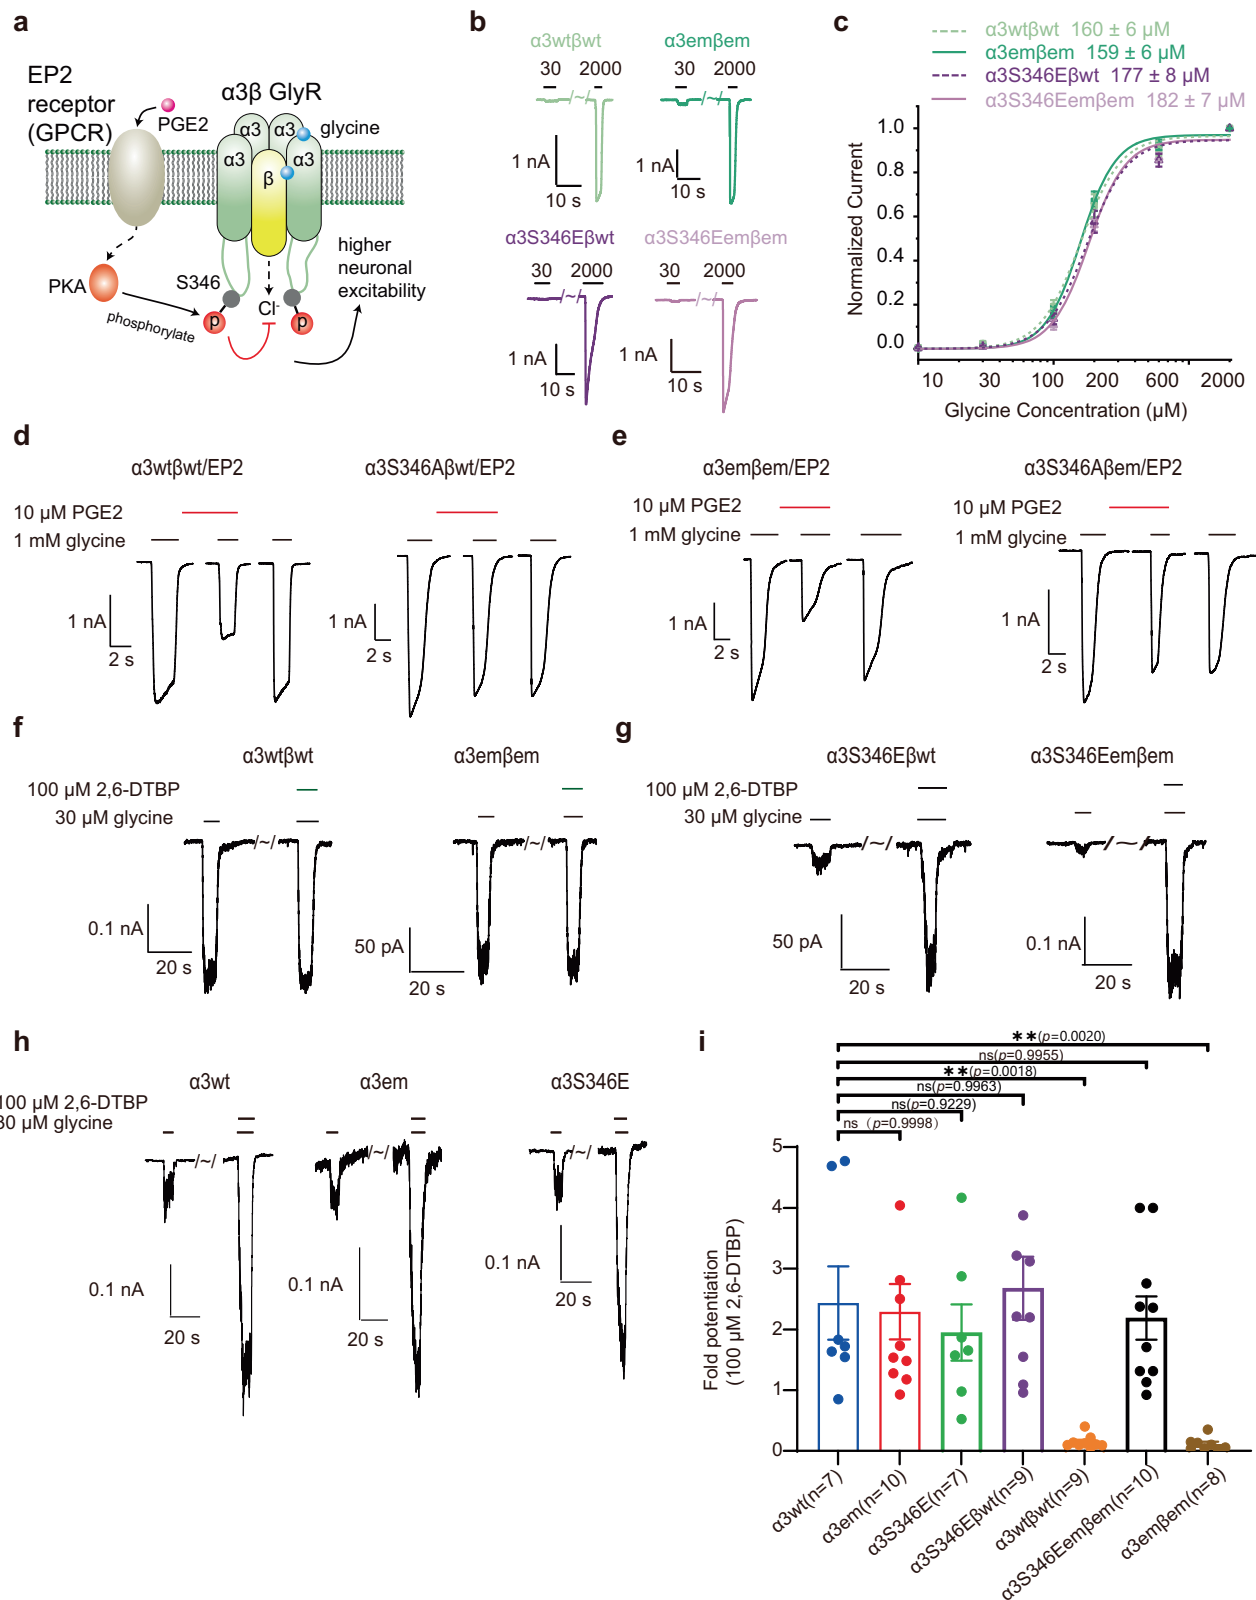 a
EP2
receptor
(GPCR)
PGE2
α3β GlyR
glycine
α3
α3
α3
α3
β
PKA
S346
Cl-
p
p
phosphorylate
higher
neuronal
excitability
b
α3wtβwt
α3emβem
30
2000
30
2000
/~/
/~/
1 nA
10 s
1 nA
10 s
α3S346Eβwt
α3S346Eemβem
30
2000
30
2000
/~/
/~/
1 nA
10 s
1 nA
10 s
c
α3wtβwt 160 ± 6 µM
α3emβem 159 ± 6 µM
α3S346Eβwt 177 ± 8 µM
α3S346Eemβem 182 ± 7 µM
Normalized Current
1.0
0.8
0.6
0.4
0.2
0.0
10
30
100
200
600
2000
Glycine Concentration (µM)
d
α3wtβwt/EP2
α3S346Aβwt/EP2
10 µM PGE2
1 mM glycine
1 nA
2 s
1 nA
2 s
e
α3emβem/EP2
α3S346Aβem/EP2
10 µM PGE2
1 mM glycine
10 µM PGE2
1 mM glycine
1 nA
2 s
1 nA
2 s
f
α3wtβwt
α3emβem
100 µM 2,6-DTBP
30 µM glycine
/~/
/~/
0.1 nA
20 s
50 pA
20 s
g
α3S346Eβwt
α3S346Eemβem
100 µM 2,6-DTBP
30 µM glycine
/~/
/~/
50 pA
20 s
0.1 nA
20 s
h
α3wt
α3em
α3S346E
100 µM 2,6-DTBP
30 µM glycine
/~/
/~/
/~/
0.1 nA
20 s
0.1 nA
20 s
0.1 nA
20 s
i
**(p=0.0020)
ns(p=0.9955)
**(p=0.0018)
ns(p=0.9963)
ns(p=0.9229)
ns (p=0.9998)
Fold potentiation
(100 µM 2,6-DTBP)
5
4
3
2
1
0
α3wt(n=7)
α3em(n=10)
α3S346E(n=7)
α3S346Eβwt(n=9)
α3wtβwt(n=9)
α3S346Eemβem(n=10)
α3emβem(n=8)